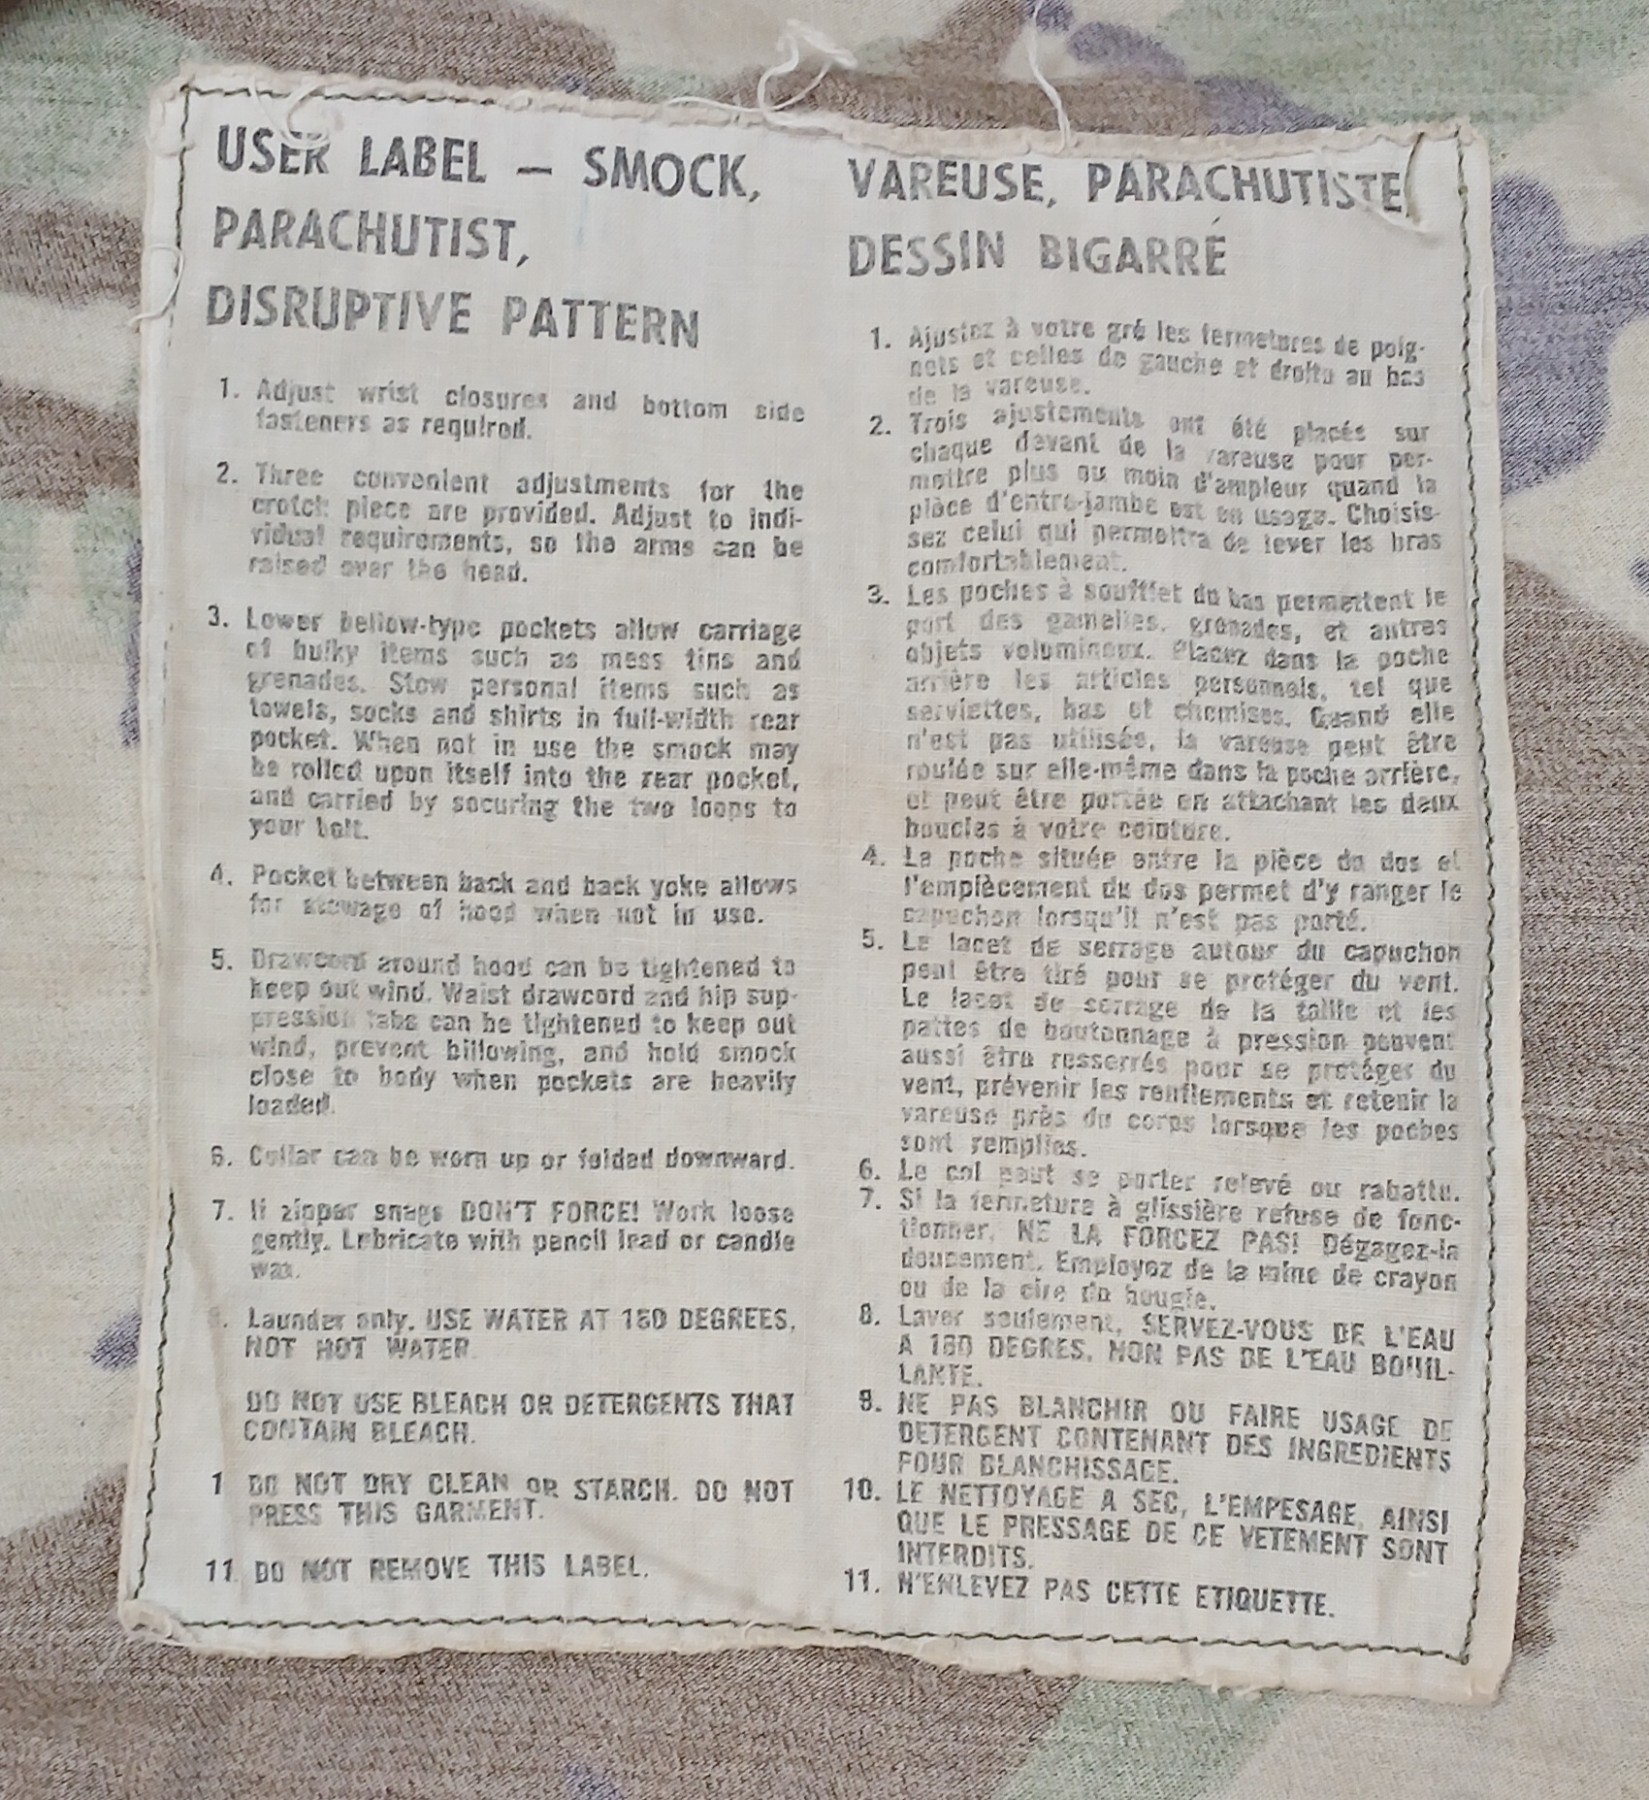 USER LABEL – SMOCK,
PARACHUTIST,
DISRUPTIVE PATTERN
1. Adjust wrist closures and bottom side
fasteners as required.
2. Three convenient adjustments for the
crotch piece are provided. Adjust to indi-
vidual requirements, so the arms can be
raised over the head.
3. Lower bellow-type pockets allow carriage
of bulky items such as mess tins and
grenades. Stow personal items such as
towels, socks and shirts in full-width rear
pocket. When not in use the smock may
be rolled upon itself into the rear pocket,
and carried by securing the two loops to
your belt.
4. Pocket between back and back yoke allows
for stowage of hood when not in use.
5. Drawcord around hood can be tightened to
keep out wind. Waist drawcord and hip sup-
pression tabs can be tightened to keep out
wind, prevent billowing, and hold smock
close to body when pockets are heavily
loaded.
6. Collar can be worn up or folded downward.
7. If zipper snags DON'T FORCE! Work loose
gently. Lubricate with pencil lead or candle
wax.
Launder only. USE WATER AT 160 DEGREES,
NOT HOT WATER.
DO NOT USE BLEACH OR DETERGENTS THAT
CONTAIN BLEACH.
1 DO NOT DRY CLEAN OR STARCH. DO NOT
PRESS THIS GARMENT.
11. DO NOT REMOVE THIS LABEL.
VAREUSE, PARACHUTISTE,
DESSIN BIGARRÉ
1. Ajustez à votre gré les fermetures de poig-
nets et celles de gauche et droite au bas
de la vareuse.
2. Trois ajustements ont été placés sur
chaque devant de la vareuse pour per-
mettre plus ou moin d'ampleur quand la
pièce d'entre-jambe est en usage. Choisis-
sez celui qui permettra de lever les bras
comfortablement.
3. Les poches à soufflet du bas permettent le
port des gamelles, grenades, et autres
objets volumineux. Placez dans la poche
arrière les articles personnels, tel que
serviettes, bas et chemises. Quand elle
n'est pas utilisée, la vareuse peut être
roulée sur elle-même dans la poche arrière,
et peut être portée en attachant les deux
boucles à votre ceinture.
4. La poche située entre la pièce du dos et
l'emplècement du dos permet d'y ranger le
capuchon lorsqu'il n'est pas porté.
5. Le lacet de serrage autour du capuchon
peut être tiré pour se protéger du vent.
Le lacet de serrage de la taille et les
pattes de boutonnage à pression peuvent
aussi être resserrés pour se protéger du
vent, prévenir les renflements et retenir la
vareuse près du corps lorsque les poches
sont remplies.
6. Le col peut se porter relevé ou rabattu.
7. Si la fermeture à glissière refuse de fonc-
tionner, NE LA FORCEZ PAS! Dégagez-la
doucement. Employez de la mine de crayon
ou de la cire de bougie.
8. Laver seulement, SERVEZ-VOUS DE L'EAU
A 160 DEGRES, NON PAS DE L'EAU BOUIL-
LANTE.
9. NE PAS BLANCHIR OU FAIRE USAGE DE
DETERGENT CONTENANT DES INGREDIENTS
POUR BLANCHISSAGE.
10. LE NETTOYAGE A SEC, L'EMPESAGE, AINSI
QUE LE PRESSAGE DE CE VETEMENT SONT
INTERDITS.
11. N'ENLEVEZ PAS CETTE ETIQUETTE.